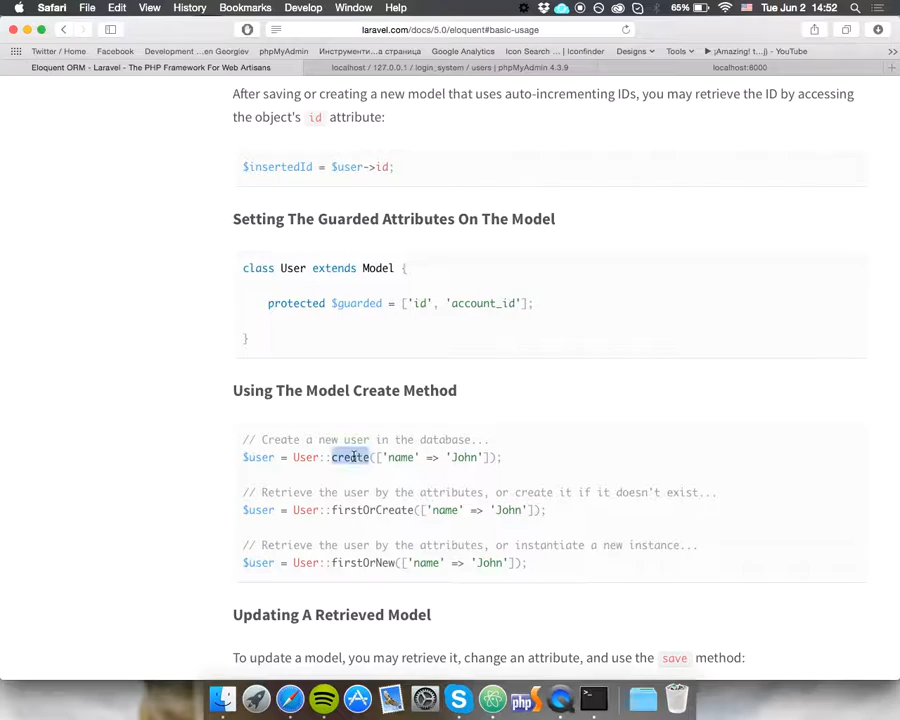 Safari File Edit View History Bookmarks Develop Window Help 65% Tue Jun 2 14:52
laravel.com/docs/5.0/eloquent#basic-usage
Twitter / Home Facebook Development ... en Georgiev phpMyAdmin Инструменти...а страница Google Analytics Icon Search ... | Iconfinder Designs Tools ▶ ¡Amazing! t...j) - YouTube >>
Eloquent ORM - Laravel - The PHP Framework For Web Artisans localhost / 127.0.0.1 / login_system / users | phpMyAdmin 4.3.9 localhost:8000 +
After saving or creating a new model that uses auto-incrementing IDs, you may retrieve the ID by accessing
the object's id attribute:
$insertedId = $user->id;
Setting The Guarded Attributes On The Model
class User extends Model {
protected $guarded = ['id', 'account_id'];
}
Using The Model Create Method
// Create a new user in the database...
$user = User::create(['name' => 'John']);
// Retrieve the user by the attributes, or create it if it doesn't exist...
$user = User::firstOrCreate(['name' => 'John']);
// Retrieve the user by the attributes, or instantiate a new instance...
$user = User::firstOrNew(['name' => 'John']);
Updating A Retrieved Model
To update a model, you may retrieve it, change an attribute, and use the save method:
php